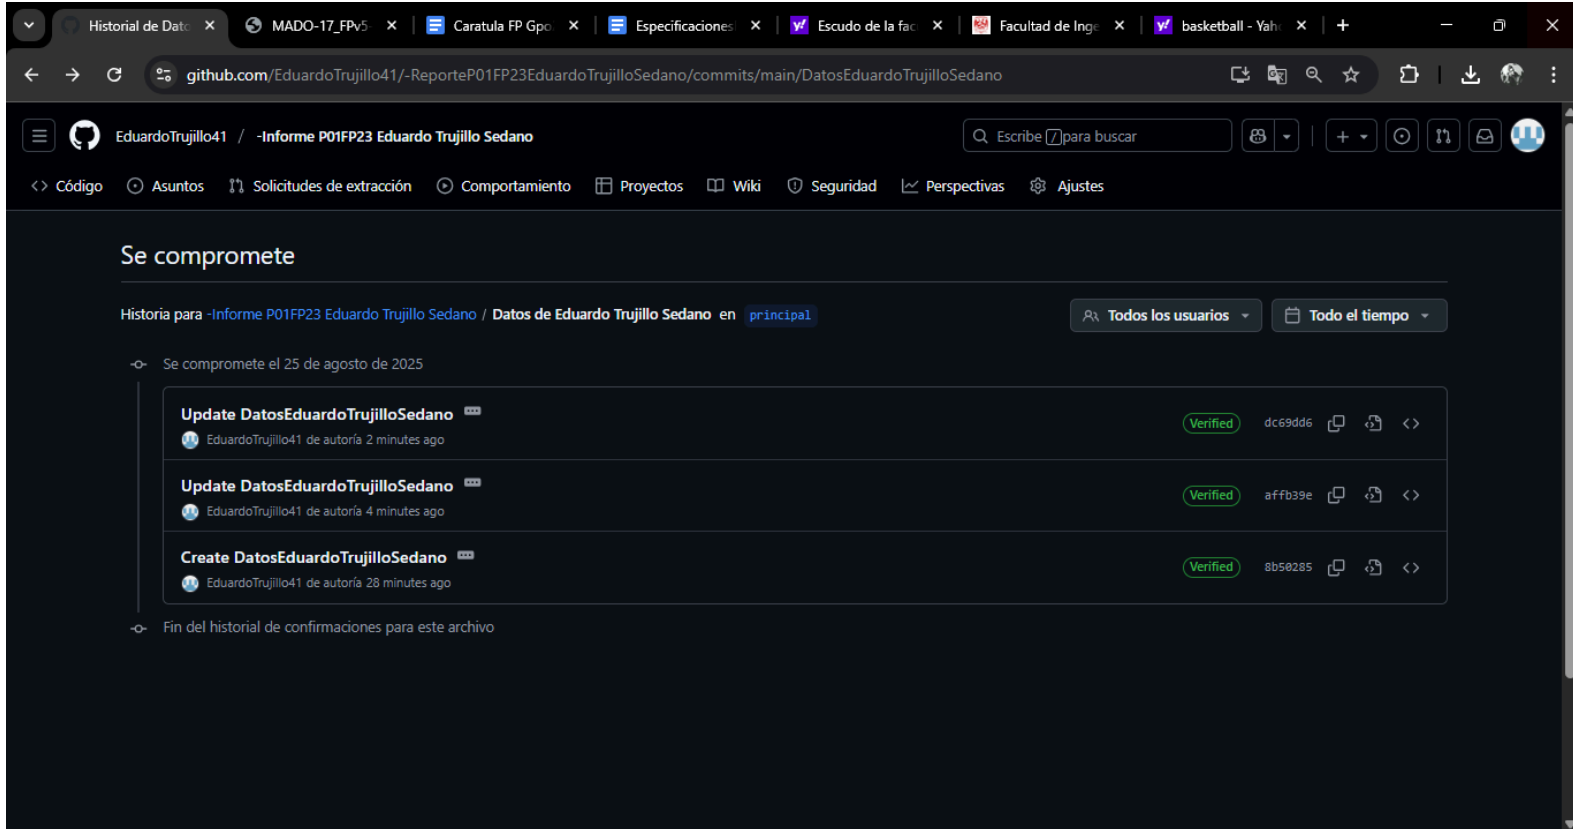 Historial de Dato
MADO-17_FPv5-
Caratula FP Gpo.
Especificaciones
Escudo de la fac
Facultad de Inge
basketball - Yaho
github.com/EduardoTrujillo41/-ReporteP01FP23EduardoTrujilloSedano/commits/main/DatosEduardoTrujilloSedano
EduardoTrujillo41 / -Informe P01FP23 Eduardo Trujillo Sedano
Escribe / para buscar
Código
Asuntos
Solicitudes de extracción
Comportamiento
Proyectos
Wiki
Seguridad
Perspectivas
Ajustes
Se compromete
Historia para -Informe P01FP23 Eduardo Trujillo Sedano / Datos de Eduardo Trujillo Sedano en principal
Todos los usuarios
Todo el tiempo
Se compromete el 25 de agosto de 2025
Update DatosEduardoTrujilloSedano
EduardoTrujillo41 de autoría 2 minutes ago
Verified
dc69dd6
Update DatosEduardoTrujilloSedano
EduardoTrujillo41 de autoría 4 minutes ago
Verified
affb39e
Create DatosEduardoTrujilloSedano
EduardoTrujillo41 de autoría 28 minutes ago
Verified
8b50285
Fin del historial de confirmaciones para este archivo